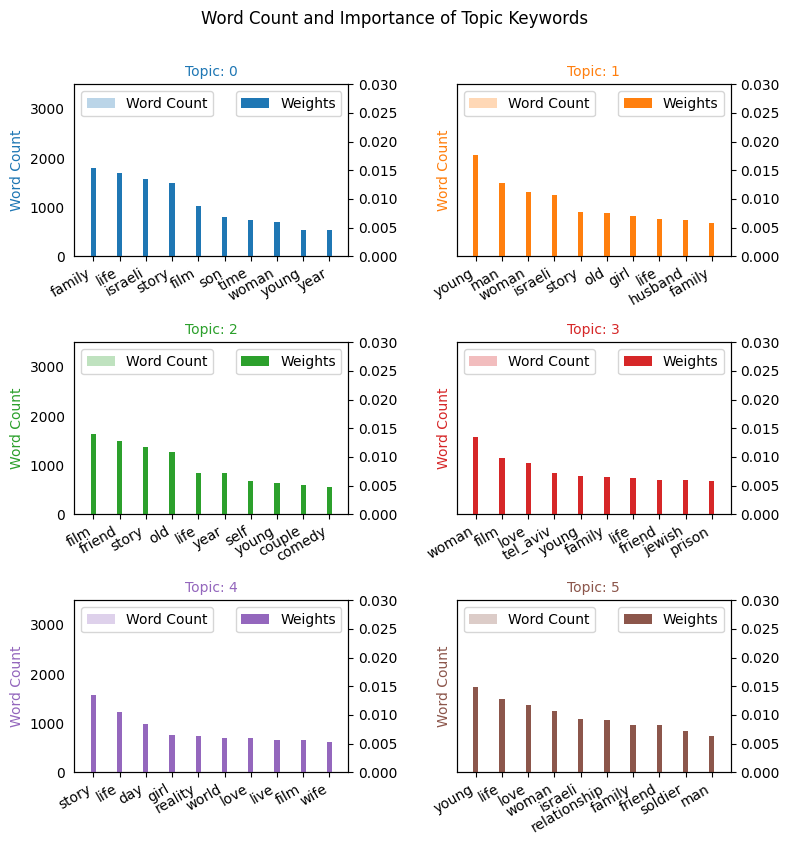 Word Count and Importance of Topic Keywords
Topic: 0
Word Count
Word Count
Weights
3000
2000
1000
0
0.030
0.025
0.020
0.015
0.010
0.005
0.000
family
life
israeli
story
film
son
time
woman
young
year
Topic: 1
Word Count
Word Count
Weights
0.030
0.025
0.020
0.015
0.010
0.005
0.000
young
man
woman
israeli
story
old
girl
life
husband
family
Topic: 2
Word Count
Word Count
Weights
3000
2000
1000
0
0.030
0.025
0.020
0.015
0.010
0.005
0.000
film
friend
story
old
life
year
self
young
couple
comedy
Topic: 3
Word Count
Word Count
Weights
0.030
0.025
0.020
0.015
0.010
0.005
0.000
woman
film
love
tel_aviv
young
family
life
friend
jewish
prison
Topic: 4
Word Count
Word Count
Weights
3000
2000
1000
0
0.030
0.025
0.020
0.015
0.010
0.005
0.000
story
life
day
girl
reality
world
love
live
film
wife
Topic: 5
Word Count
Word Count
Weights
0.030
0.025
0.020
0.015
0.010
0.005
0.000
young
life
love
woman
israeli
relationship
family
friend
soldier
man